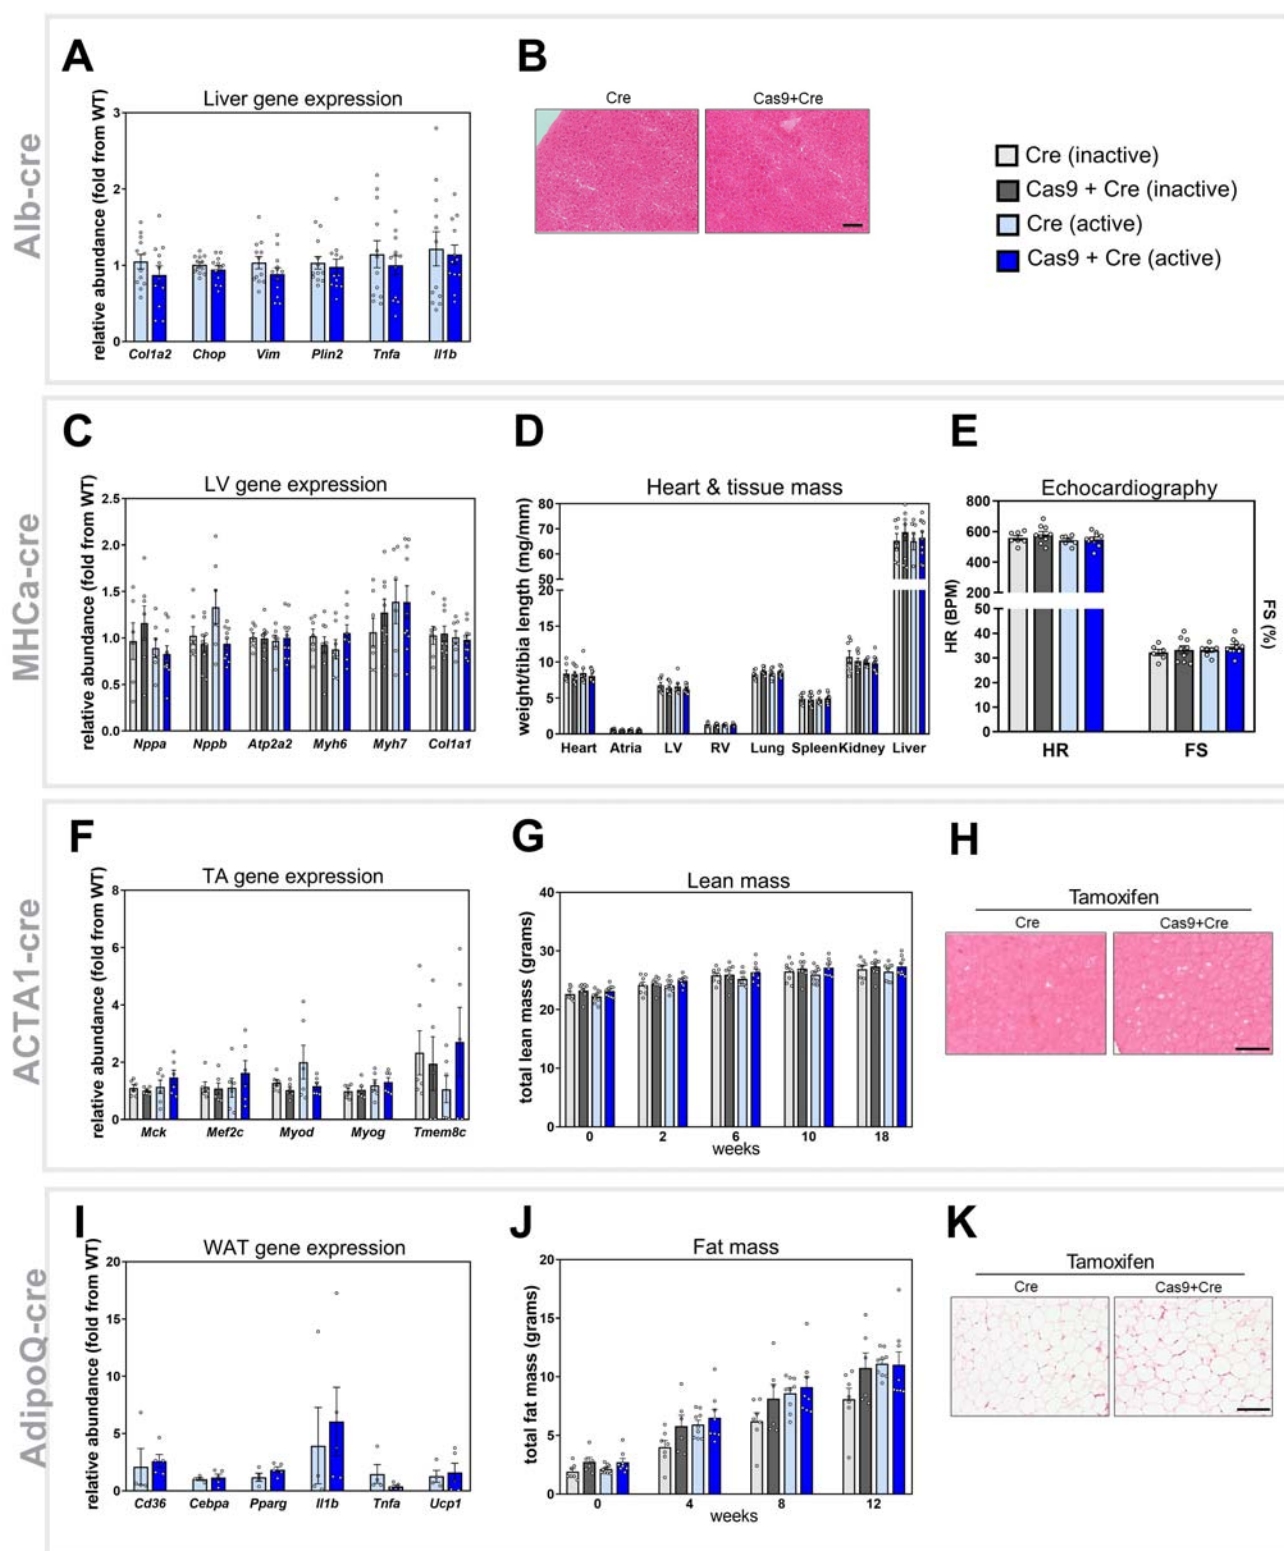 Alb-cre
A
Liver gene expression
relative abundance (fold from WT)
3
2
1
0
Col1a2 Chop Vim Plin2 Tnfa Il1b
B
Cre Cas9+Cre
Cre (inactive)
Cas9 + Cre (inactive)
Cre (active)
Cas9 + Cre (active)
MHCa-cre
C
LV gene expression
relative abundance (fold from WT)
2.5
2.0
1.5
1.0
0.5
0.0
Nppa Nppb Atp2a2 Myh6 Myh7 Col1a1
D
Heart & tissue mass
weight/tibia length (mg/mm)
80
70
60
50
20
15
10
5
0
Heart Atria LV RV Lung Spleen Kidney Liver
E
Echocardiography
HR (BPM)
800
600
400
200
50
40
30
20
10
0
FS (%)
HR FS
ACTA1-cre
F
TA gene expression
relative abundance (fold from WT)
8
6
4
2
0
Mck Mef2c Myod Myog Tmem8c
G
Lean mass
total lean mass (grams)
40
30
20
10
0
0 2 6 10 18
weeks
H
Tamoxifen
Cre Cas9+Cre
AdipoQ-cre
I
WAT gene expression
relative abundance (fold from WT)
20
15
10
5
0
Cd36 Cebpa Pparg Il1b Tnfa Ucp1
J
Fat mass
total fat mass (grams)
20
15
10
5
0
0 4 8 12
weeks
K
Tamoxifen
Cre Cas9+Cre